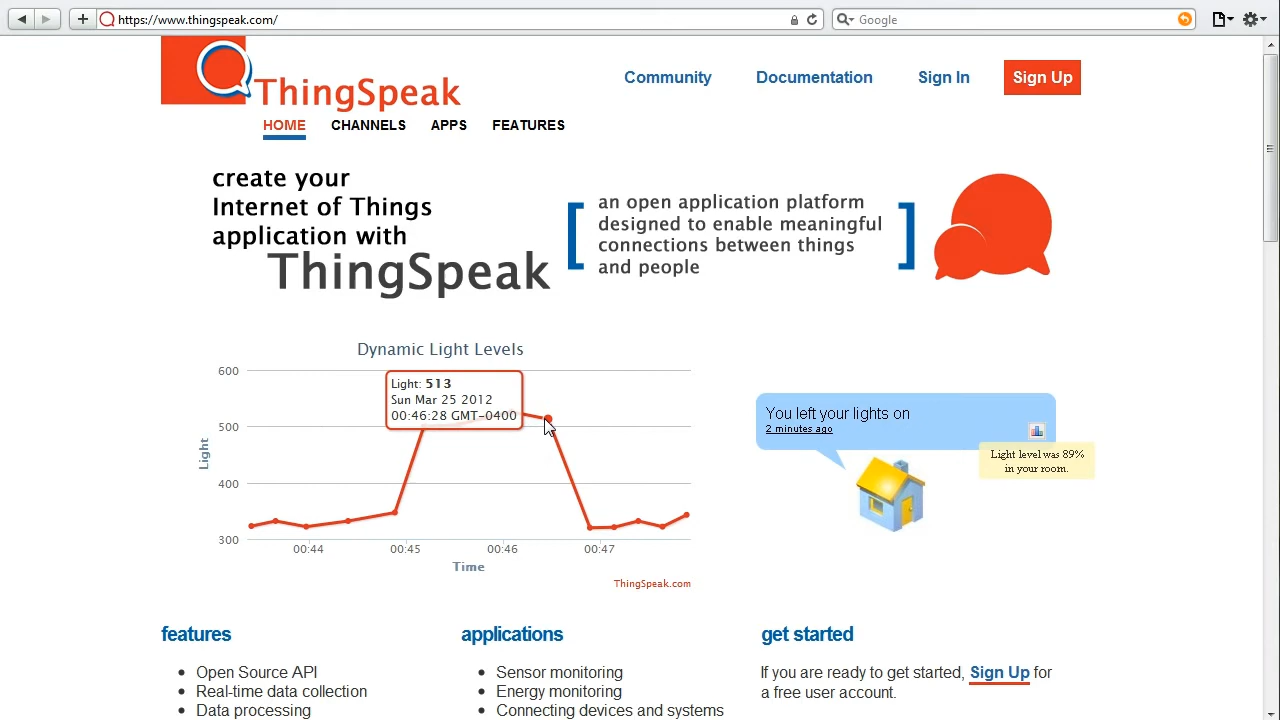 https://www.thingspeak.com/
Google
ThingSpeak
Community
Documentation
Sign In
Sign Up
HOME
CHANNELS
APPS
FEATURES
create your
Internet of Things
application with
ThingSpeak
an open application platform
designed to enable meaningful
connections between things
and people
Dynamic Light Levels
600
500
400
300
Light
Light: 513
Sun Mar 25 2012
00:46:28 GMT-0400
00:44
00:45
00:46
00:47
Time
ThingSpeak.com
You left your lights on
2 minutes ago
Light level was 89%
in your room.
features
Open Source API
Real-time data collection
Data processing
applications
Sensor monitoring
Energy monitoring
Connecting devices and systems
get started
If you are ready to get started, Sign Up for
a free user account.